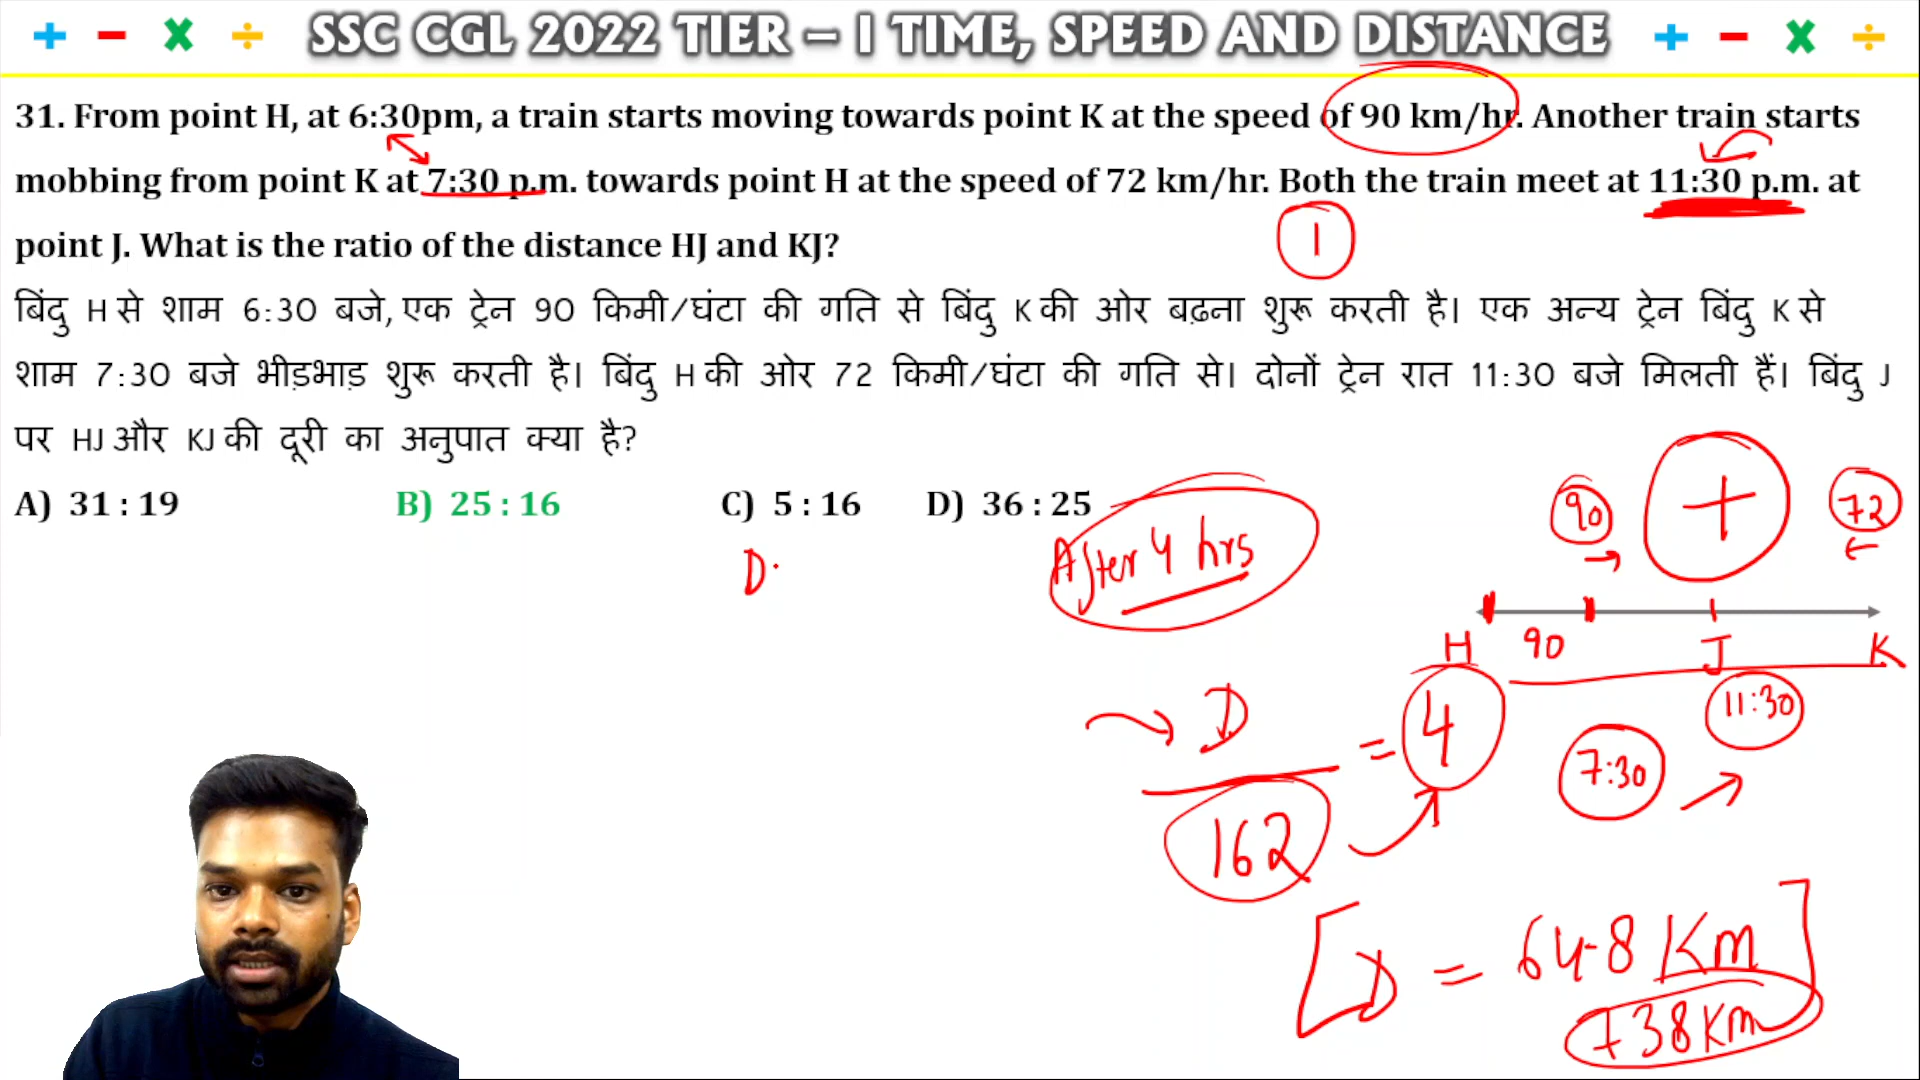 + − × ÷ SSC CGL 2022 TIER – I TIME, SPEED AND DISTANCE + − × ÷
31. From point H, at 6:30pm, a train starts moving towards point K at the speed of 90 km/hr. Another train starts
mobbing from point K at 7:30 p.m. towards point H at the speed of 72 km/hr. Both the train meet at 11:30 p.m. at
point J. What is the ratio of the distance HJ and KJ?
1
बिंदु H से शाम 6:30 बजे, एक ट्रेन 90 किमी/घंटा की गति से बिंदु K की ओर बढ़ना शुरू करती है। एक अन्य ट्रेन बिंदु K से
शाम 7:30 बजे भीड़भाड़ शुरू करती है। बिंदु H की ओर 72 किमी/घंटा की गति से। दोनों ट्रेन रात 11:30 बजे मिलती हैं। बिंदु J
पर HJ और KJ की दूरी का अनुपात क्या है?
A) 31 : 19 B) 25 : 16 C) 5 : 16 D) 36 : 25
90 + 72
After 4 hrs
D.
H 90 J K
D
= 4
11:30
7:30
162
D = 648 Km
738 Km